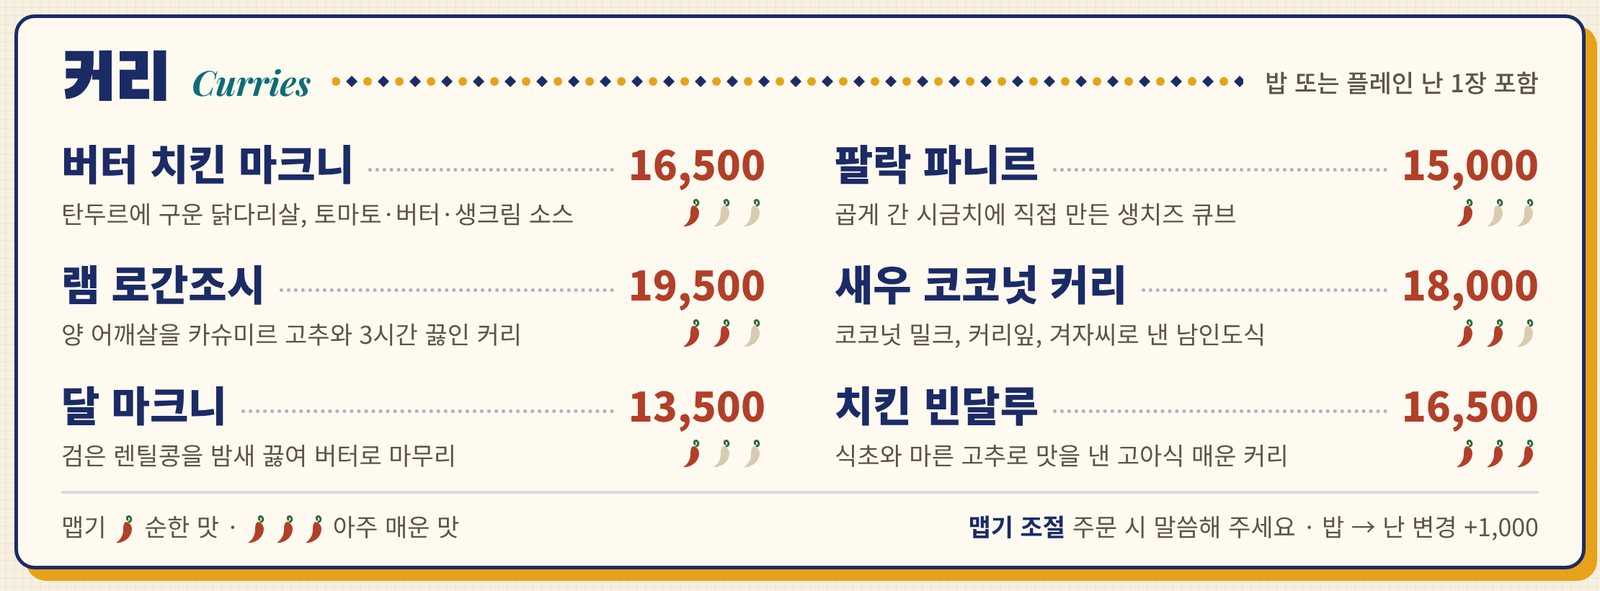 커리 Curries 밥 또는 플레인 난 1장 포함
버터 치킨 마크니 16,500
탄두르에 구운 닭다리살, 토마토·버터·생크림 소스
팔락 파니르 15,000
곱게 간 시금치에 직접 만든 생치즈 큐브
램 로간조시 19,500
양 어깨살을 카슈미르 고추와 3시간 끓인 커리
새우 코코넛 커리 18,000
코코넛 밀크, 커리잎, 겨자씨로 낸 남인도식
달 마크니 13,500
검은 렌틸콩을 밤새 끓여 버터로 마무리
치킨 빈달루 16,500
식초와 마른 고추로 맛을 낸 고아식 매운 커리
맵기 순한 맛 · 아주 매운 맛
맵기 조절 주문 시 말씀해 주세요 · 밥 → 난 변경 +1,000